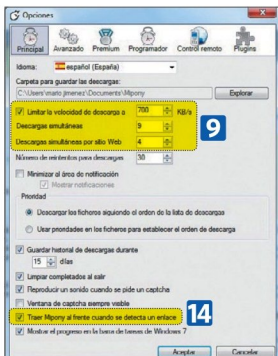 Opciones
Principal Avanzado Premium Programador Control remoto Plugins
Idioma: español (España)
Carpeta para guardar las descargas:
C:\Users\mario.jimenez\Documents\Mipony Explorar
Limitar la velocidad de descarga a 700 KB/s
Descargas simultáneas 9
Descargas simultáneas por sitio Web 4
9
Número de reintentos para descargas 30
Minimizar al área de notificación
Mostrar notificaciones
Prioridad
Descargar los ficheros siguiendo el orden de la lista de descargas
Usar prioridades en los ficheros para establecer el orden de descarga
Guardar historial de descargas durante
15 días
Limpiar completados al salir
Reproducir un sonido cuando se pide un captcha
Ventana de captcha siempre visible
Traer Mipony al frente cuando se detecta un enlace
14
Mostrar el progreso en la barra de tareas de Windows 7
Aceptar Cancelar